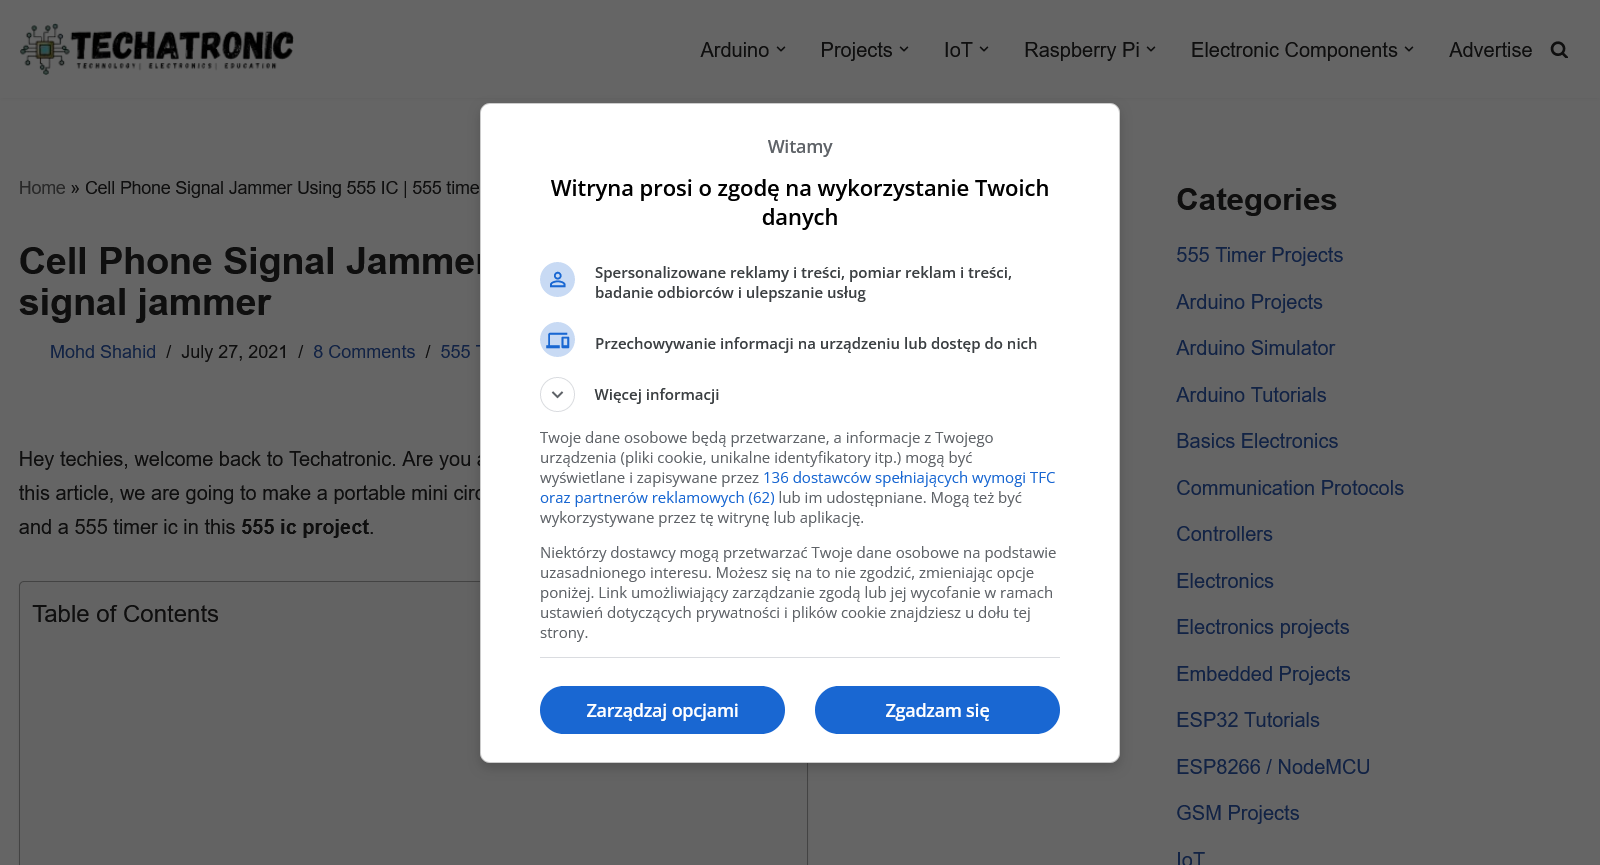 TECHATRONIC
TECHNOLOGY| ELECTRONICS| EDUCATION
Arduino
Projects
IoT
Raspberry Pi
Electronic Components
Advertise
Home » Cell Phone Signal Jammer Using 555 IC | 555 time
Cell Phone Signal Jammer
signal jammer
Mohd Shahid / July 27, 2021 / 8 Comments / 555
Hey techies, welcome back to Techatronic. Are you
this article, we are going to make a portable mini
and a 555 timer ic in this 555 ic project.
Table of Contents
Witamy
Witryna prosi o zgodę na wykorzystanie Twoich
danych
Spersonalizowane reklamy i treści, pomiar reklam i treści,
badanie odbiorców i ulepszanie usług
Przechowywanie informacji na urządzeniu lub dostęp do nich
Więcej informacji
Twoje dane osobowe będą przetwarzane, a informacje z Twojego
urządzenia (pliki cookie, unikalne identyfikatory itp.) mogą być
wyświetlane i zapisywane przez 136 dostawców spełniających wymogi TFC
oraz partnerów reklamowych (62) lub im udostępniane. Mogą też być
wykorzystywane przez tę witrynę lub aplikację.
Niektórzy dostawcy mogą przetwarzać Twoje dane osobowe na podstawie
uzasadnionego interesu. Możesz się na to nie zgodzić, zmieniając opcje
poniżej. Link umożliwiający zarządzanie zgodą lub jej wycofanie w ramach
ustawień dotyczących prywatności i plików cookie znajdziesz u dołu tej
strony.
Zarządzaj opcjami
Zgadzam się
Categories
555 Timer Projects
Arduino Projects
Arduino Simulator
Arduino Tutorials
Basics Electronics
Communication Protocols
Controllers
Electronics
Electronics projects
Embedded Projects
ESP32 Tutorials
ESP8266 / NodeMCU
GSM Projects
IoT